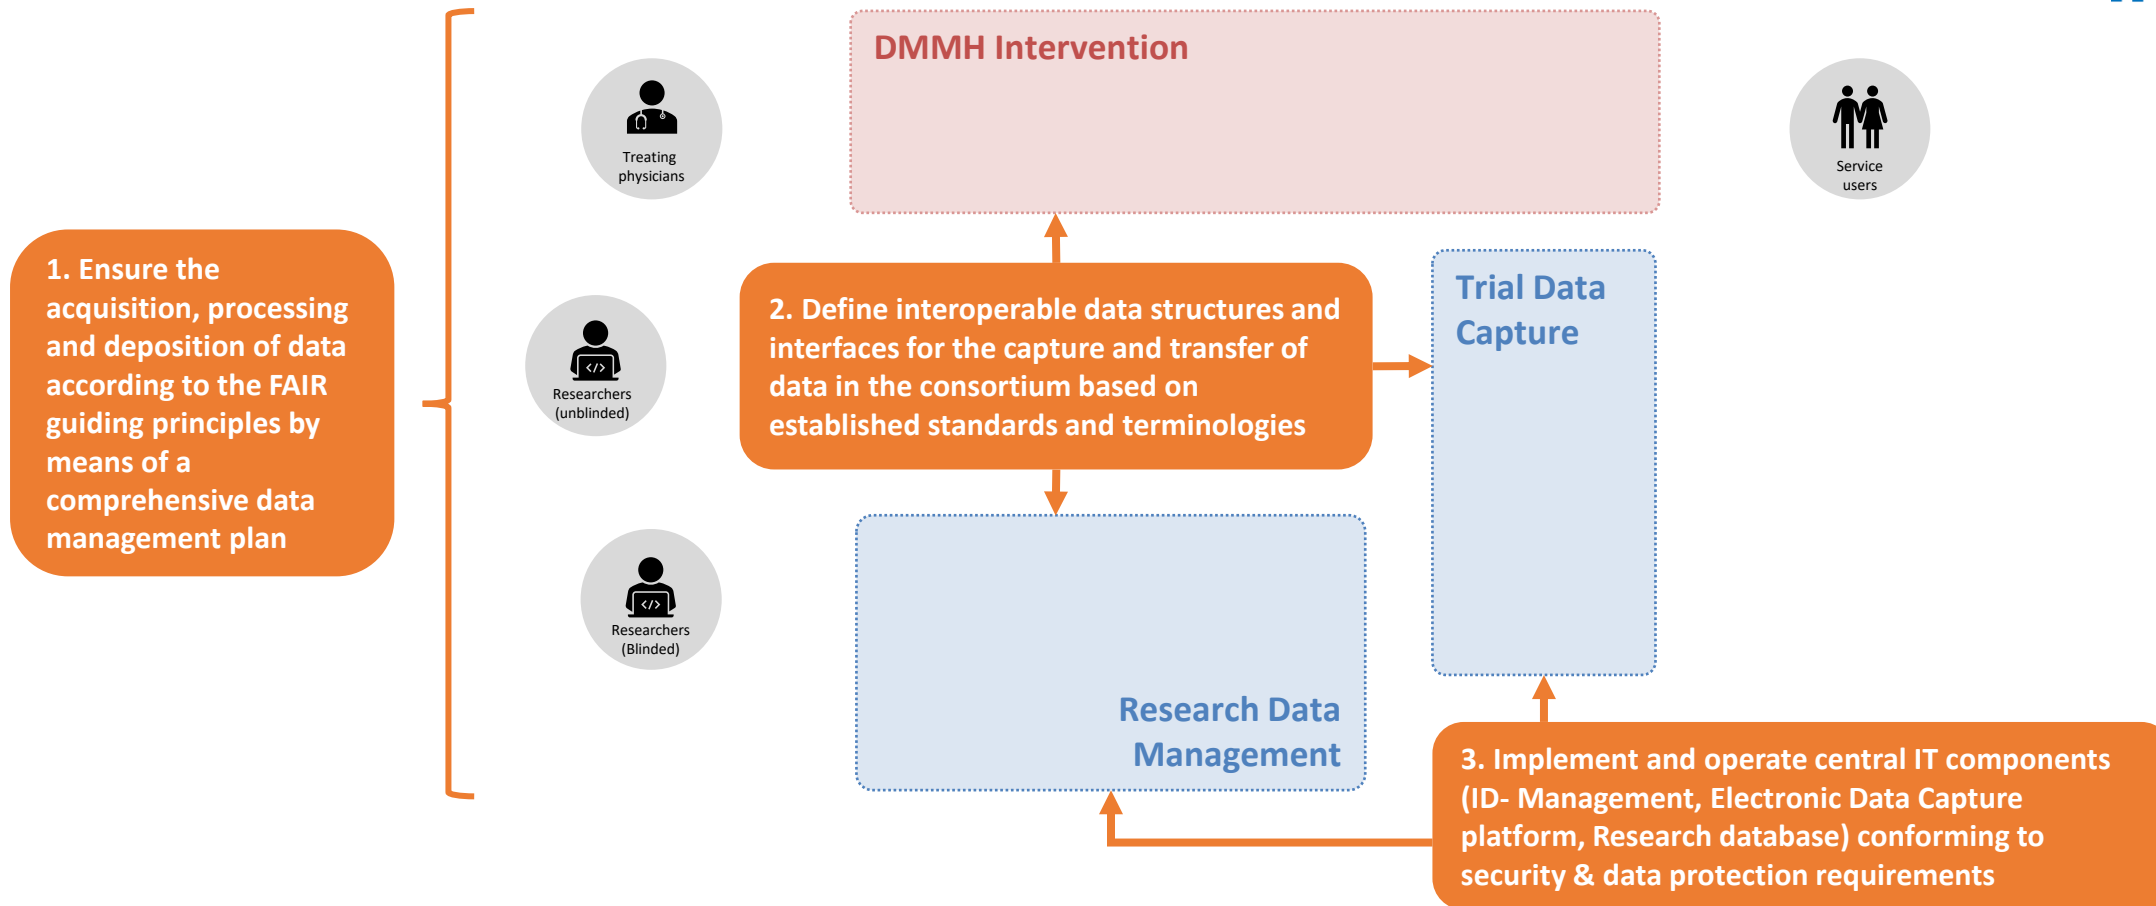 DMMH Intervention
Treating
physicians
Service
users
1. Ensure the
acquisition, processing
and deposition of data
according to the FAIR
guiding principles by
means of a
comprehensive data
management plan
2. Define interoperable data structures and
interfaces for the capture and transfer of
data in the consortium based on
established standards and terminologies
Trial Data
Capture
Researchers
(unblinded)
Researchers
(Blinded)
Research Data
Management
3. Implement and operate central IT components
(ID- Management, Electronic Data Capture
platform, Research database) conforming to
security & data protection requirements